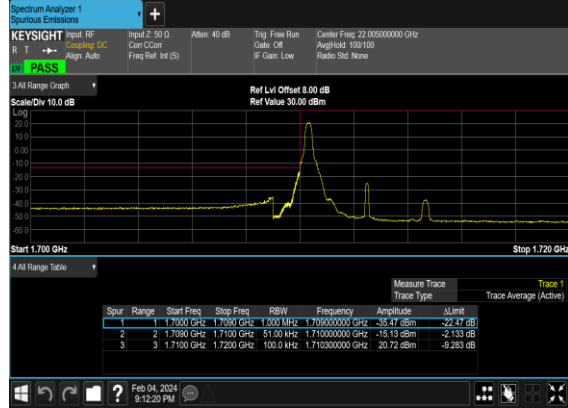 Spectrum Analyzer 1
Spurious Emissions
+
KEYSIGHT Input: RF Input Z: 50 Ω Atten: 40 dB Trig: Free Run Center Freq: 22.005000000 GHz
R T Coupling: DC Corr CCorr Gate: Off Avg|Hold: 100/100
Align: Auto Freq Ref: Int (S) IF Gain: Low Radio Std: None
PASS
3 All Range Graph
Ref Lvl Offset 8.00 dB
Scale/Div 10.0 dB Ref Value 30.00 dBm
Log
20.0
10.0
0.00
-10.0
-20.0
-30.0
-40.0
-50.0
-60.0
Start 1.700 GHz Stop 1.720 GHz
4 All Range Table
Measure Trace Trace 1
Trace Type Trace Average (Active)
Spur Range Start Freq Stop Freq RBW Frequency Amplitude ΔLimit
1 1 1.7000 GHz 1.7090 GHz 1.000 MHz 1.709000000 GHz -35.47 dBm -22.47 dB
2 2 1.7090 GHz 1.7100 GHz 51.00 kHz 1.710000000 GHz -15.13 dBm -2.133 dB
3 3 1.7100 GHz 1.7200 GHz 100.0 kHz 1.710300000 GHz 20.72 dBm -9.283 dB
? Feb 04, 2024
9:12:20 PM